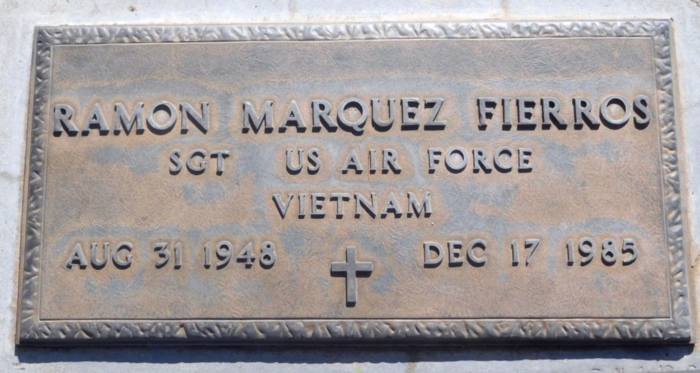 RAMON MARQUEZ FIERROS
SGT US AIR FORCE
VIETNAM
AUG 31 1948 DEC 17 1985